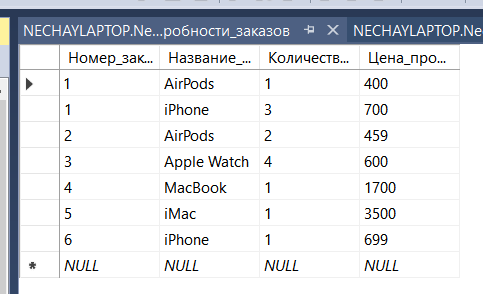 NECHAYLAPTOP.Ne...робности_заказов NECHAYLAPTOP.Ne
Номер_зак... Название_... Количеств... Цена_про...
1 AirPods 1 400
1 iPhone 3 700
2 AirPods 2 459
3 Apple Watch 4 600
4 MacBook 1 1700
5 iMac 1 3500
6 iPhone 1 699
NULL NULL NULL NULL